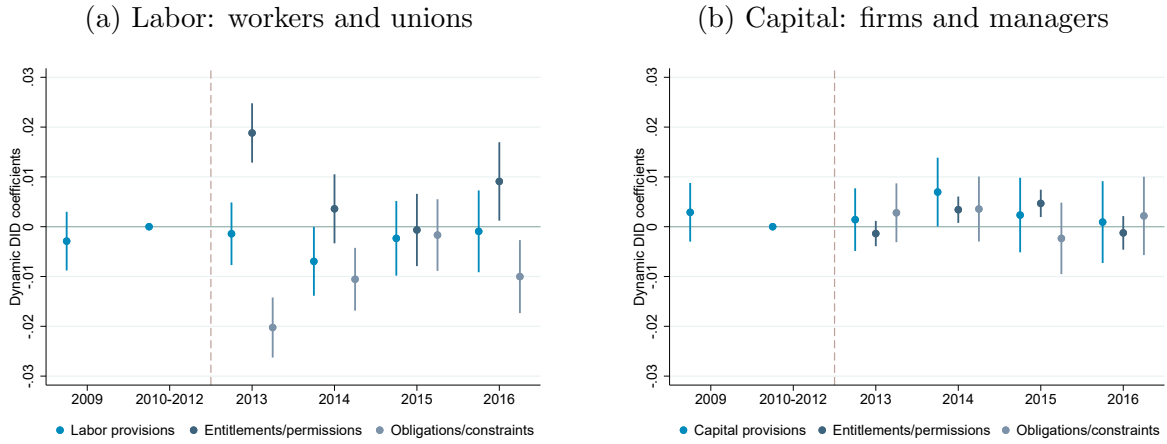 (a) Labor: workers and unions
Dynamic DID coefficients
.03
.02
.01
0
-.01
-.02
-.03
2009 2010-2012 2013 2014 2015 2016
Labor provisions Entitlements/permissions Obligations/constraints
(b) Capital: firms and managers
Dynamic DID coefficients
.03
.02
.01
0
-.01
-.02
-.03
2009 2010-2012 2013 2014 2015 2016
Capital provisions Entitlements/permissions Obligations/constraints